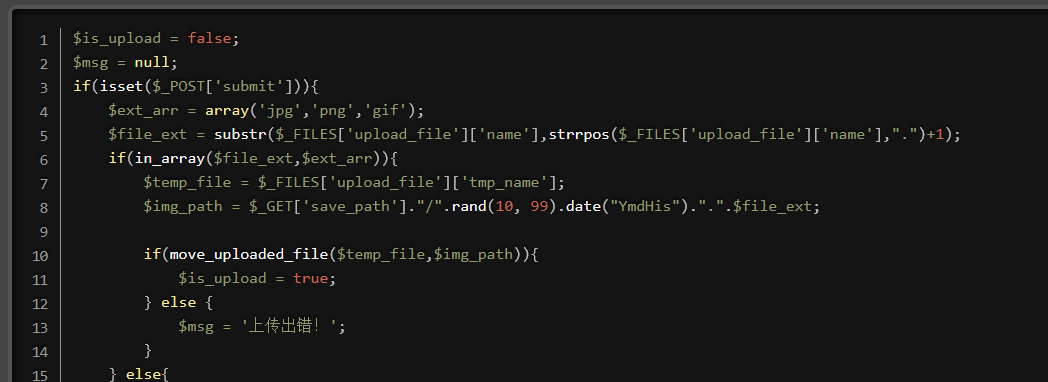 1 $is_upload = false;
2 $msg = null;
3 if(isset($_POST['submit'])){
4 $ext_arr = array('jpg','png','gif');
5 $file_ext = substr($_FILES['upload_file']['name'],strrpos($_FILES['upload_file']['name'],".")+1);
6 if(in_array($file_ext,$ext_arr)){
7 $temp_file = $_FILES['upload_file']['tmp_name'];
8 $img_path = $_GET['save_path']."/".rand(10, 99).date("YmdHis").".".$file_ext;
9
10 if(move_uploaded_file($temp_file,$img_path)){
11 $is_upload = true;
12 } else {
13 $msg = '上传出错！';
14 }
15 } else{